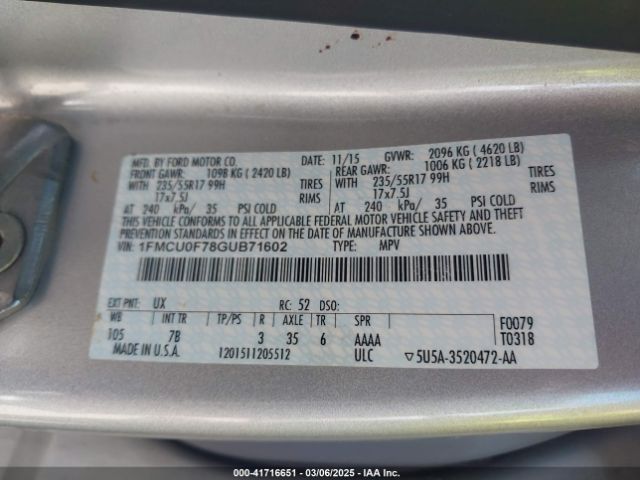 MFD. BY FORD MOTOR CO. DATE: 11/15 GVWR: 2096 KG ( 4620 LB)
FRONT GAWR: 1098 KG ( 2420 LB) REAR GAWR: 1006 KG ( 2218 LB)
WITH 235/55R17 99H TIRES WITH 235/55R17 99H TIRES
17x7.5J RIMS 17x7.5J RIMS
AT 240 kPa/ 35 PSI COLD AT 240 kPa/ 35 PSI COLD
THIS VEHICLE CONFORMS TO ALL APPLICABLE FEDERAL MOTOR VEHICLE SAFETY AND THEFT
PREVENTION STANDARDS IN EFFECT ON THE DATE OF MANUFACTURE SHOWN ABOVE.
VIN: 1FMCU0F78GUB71602 TYPE: MPV
EXT PNT: UX RC: 52 DSO:
WB INT TR TP/PS R AXLE TR SPR F0079
105 7B 3 35 6 AAAA T0318
MADE IN U.S.A. 1201511205512 ULC ▽5U5A-3520472-AA
000-41716651 | 03/06/2025 - IAA Inc. |